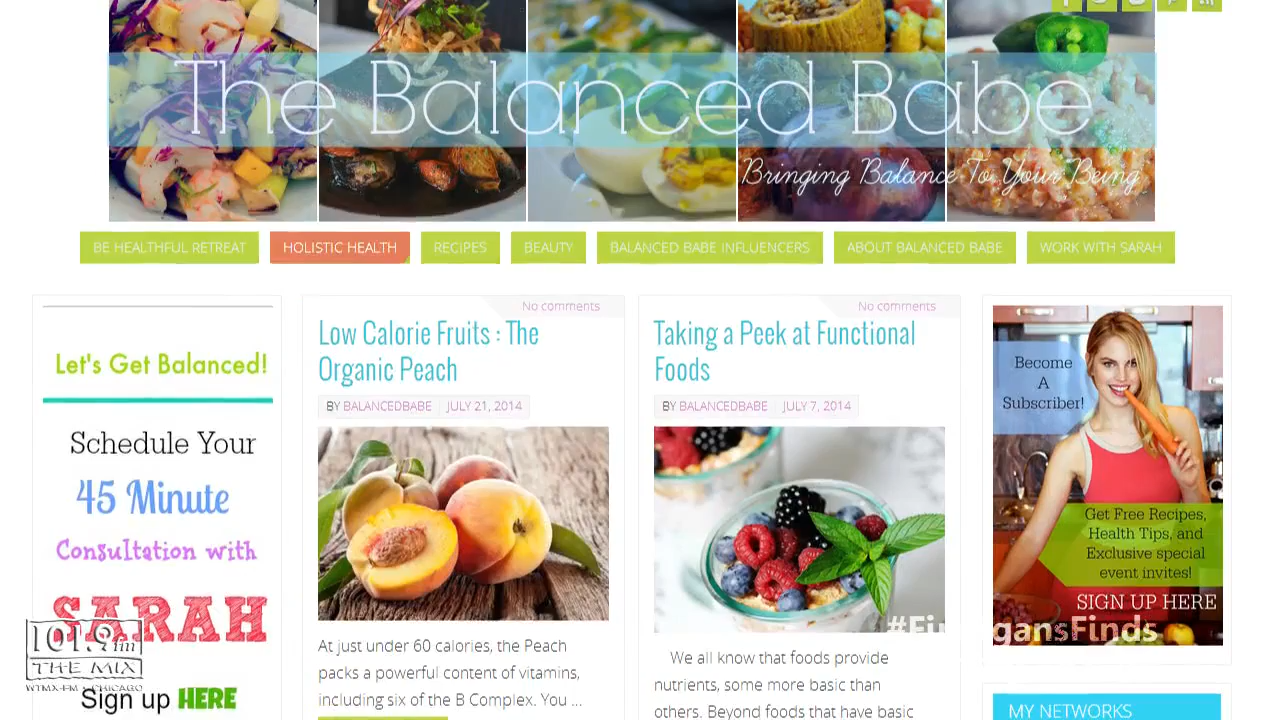 The Balanced Babe
Bringing Balance To Your Being
BE HEALTHFUL RETREAT
HOLISTIC HEALTH
RECIPES
BEAUTY
BALANCED BABE INFLUENCERS
ABOUT BALANCED BABE
WORK WITH SARAH
Let's Get Balanced!
Schedule Your
45 Minute
Consultation with
SARAH
Sign up HERE
101.9 fm
THE MIX
WTMX-FM • CHICAGO
No comments
Low Calorie Fruits : The
Organic Peach
BY BALANCEDBABE JULY 21, 2014
At just under 60 calories, the Peach
packs a powerful content of vitamins,
including six of the B Complex. You ...
No comments
Taking a Peek at Functional
Foods
BY BALANCEDBABE JULY 7, 2014
We all know that foods provide
nutrients, some more basic than
others. Beyond foods that have basic
Become
A
Subscriber!
Get Free Recipes,
Health Tips, and
Exclusive special
event invites!
SIGN UP HERE
MY NETWORKS